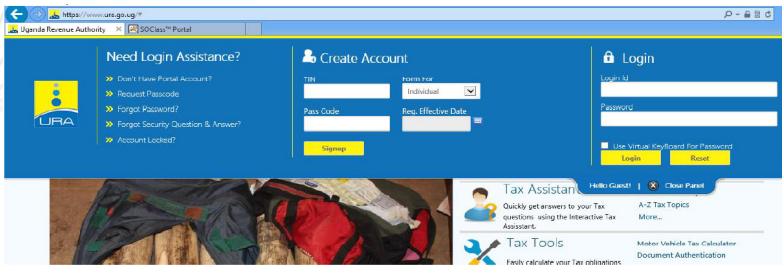 https://www.ura.go.ug/
Uganda Revenue Authority
SOClass™ Portal
URA
Need Login Assistance?
Don't Have Portal Account?
Request Passcode
Forgot Password?
Forgot Security Question & Answer?
Account Locked?
Create Account
TIN
Form For
Individual
Pass Code
Reg. Effective Date
Signup
Login
Login Id
Password
Use Virtual KeyBoard For Password
Login
Reset
Hello Guest! | Close Panel
Tax Assistant
Quickly get answers to your Tax
questions using the Interactive Tax
Assistant.
A-Z Tax Topics
More...
Tax Tools
Easily calculate your Tax obligations
Motor Vehicle Tax Calculator
Document Authentication